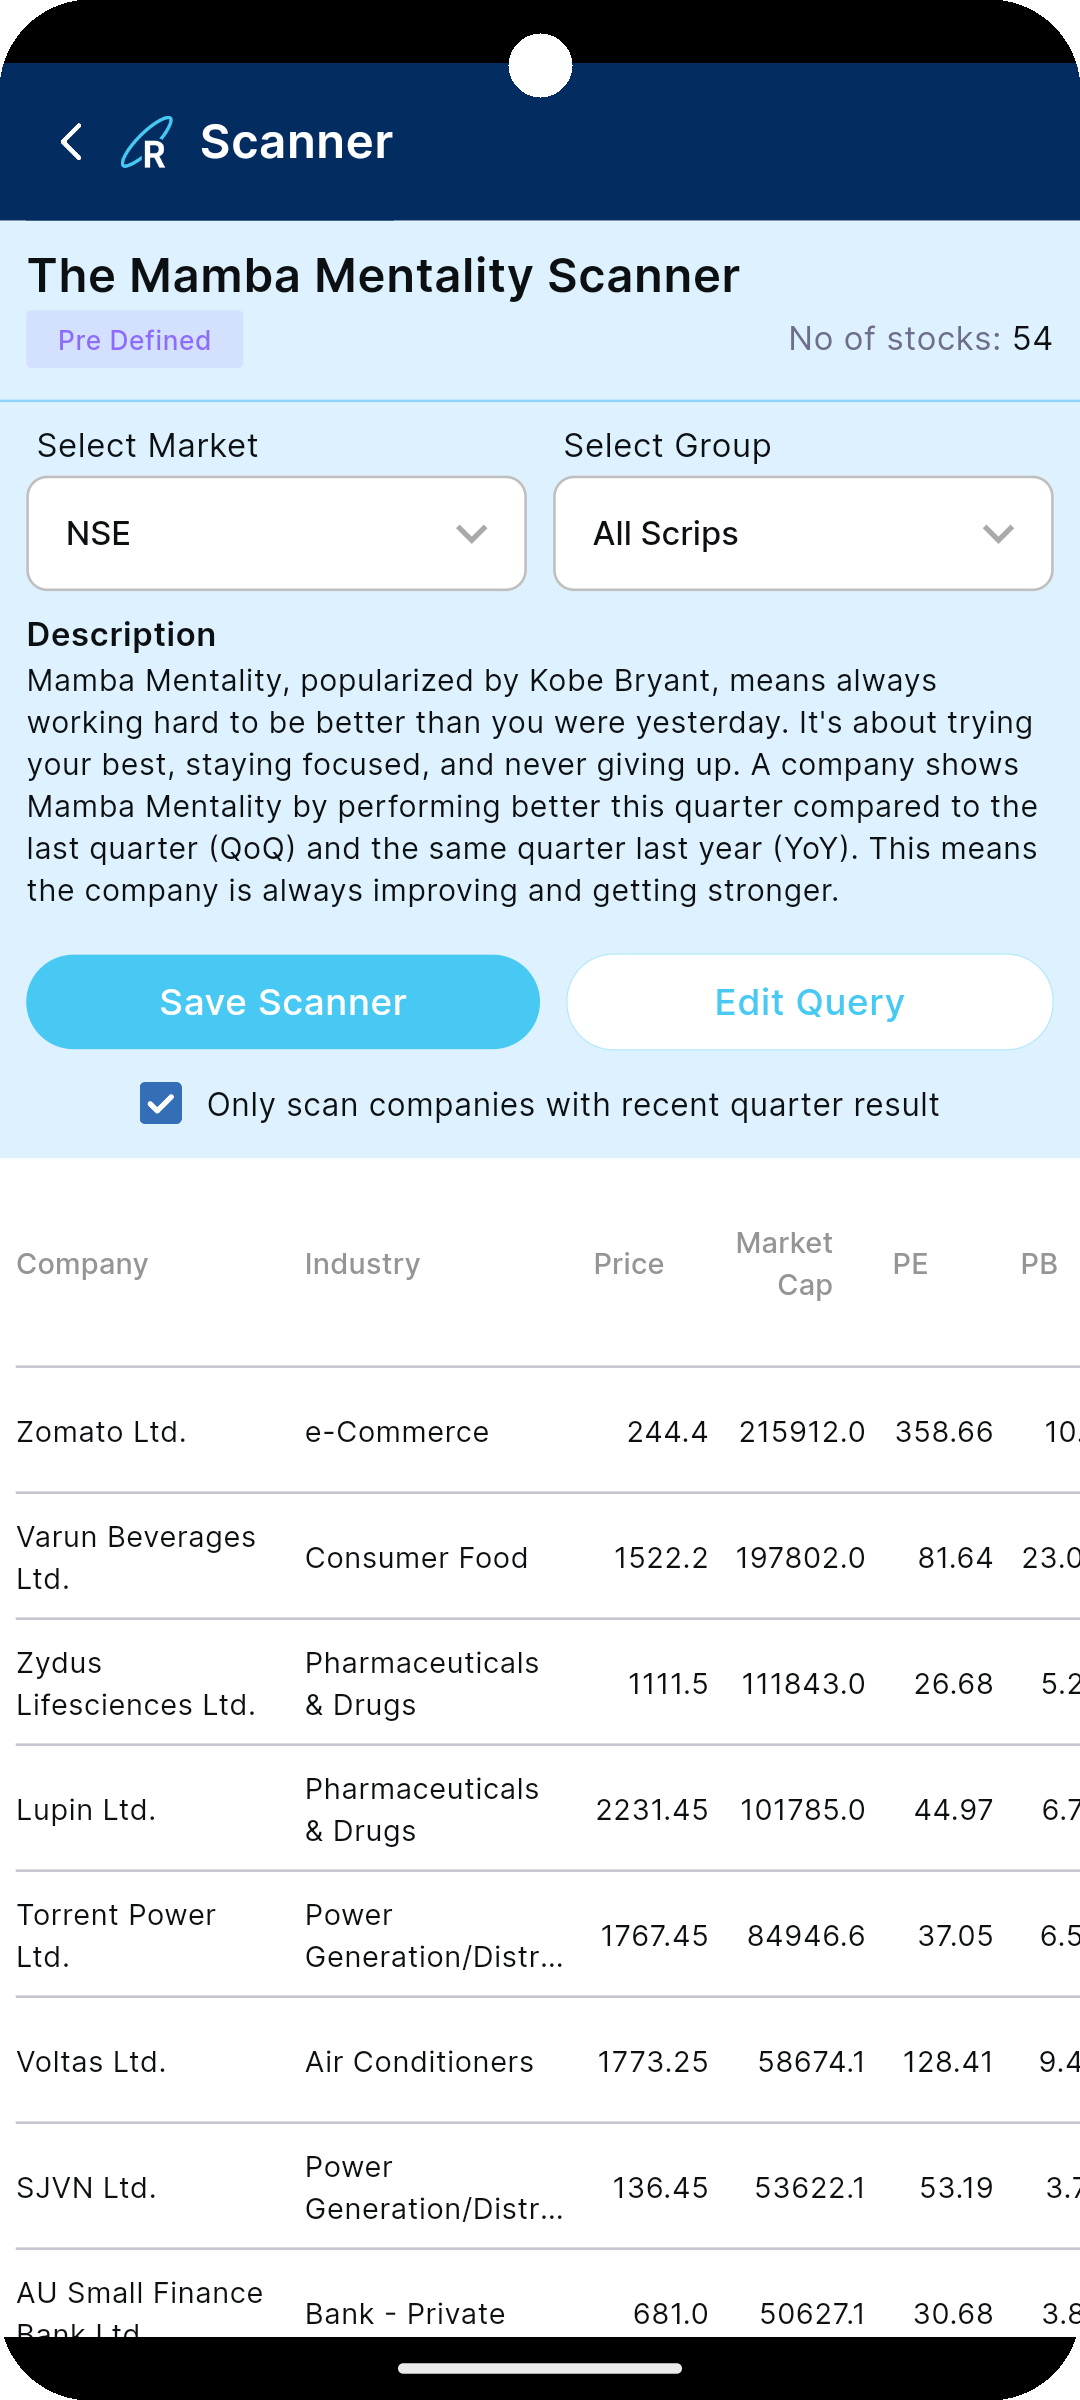 R Scanner
The Mamba Mentality Scanner
Pre Defined
No of stocks: 54
Select Market
Select Group
NSE
All Scrips
Description
Mamba Mentality, popularized by Kobe Bryant, means always
working hard to be better than you were yesterday. It's about trying
your best, staying focused, and never giving up. A company shows
Mamba Mentality by performing better this quarter compared to the
last quarter (QoQ) and the same quarter last year (YoY). This means
the company is always improving and getting stronger.
Save Scanner
Edit Query
Only scan companies with recent quarter result
Company Industry Price Market Cap PE PB
Zomato Ltd. e-Commerce 244.4 215912.0 358.66 10.
Varun Beverages Ltd. Consumer Food 1522.2 197802.0 81.64 23.0
Zydus Lifesciences Ltd. Pharmaceuticals & Drugs 1111.5 111843.0 26.68 5.2
Lupin Ltd. Pharmaceuticals & Drugs 2231.45 101785.0 44.97 6.7
Torrent Power Ltd. Power Generation/Distr... 1767.45 84946.6 37.05 6.5
Voltas Ltd. Air Conditioners 1773.25 58674.1 128.41 9.4
SJVN Ltd. Power Generation/Distr... 136.45 53622.1 53.19 3.7
AU Small Finance Bank Ltd. Bank - Private 681.0 50627.1 30.68 3.8